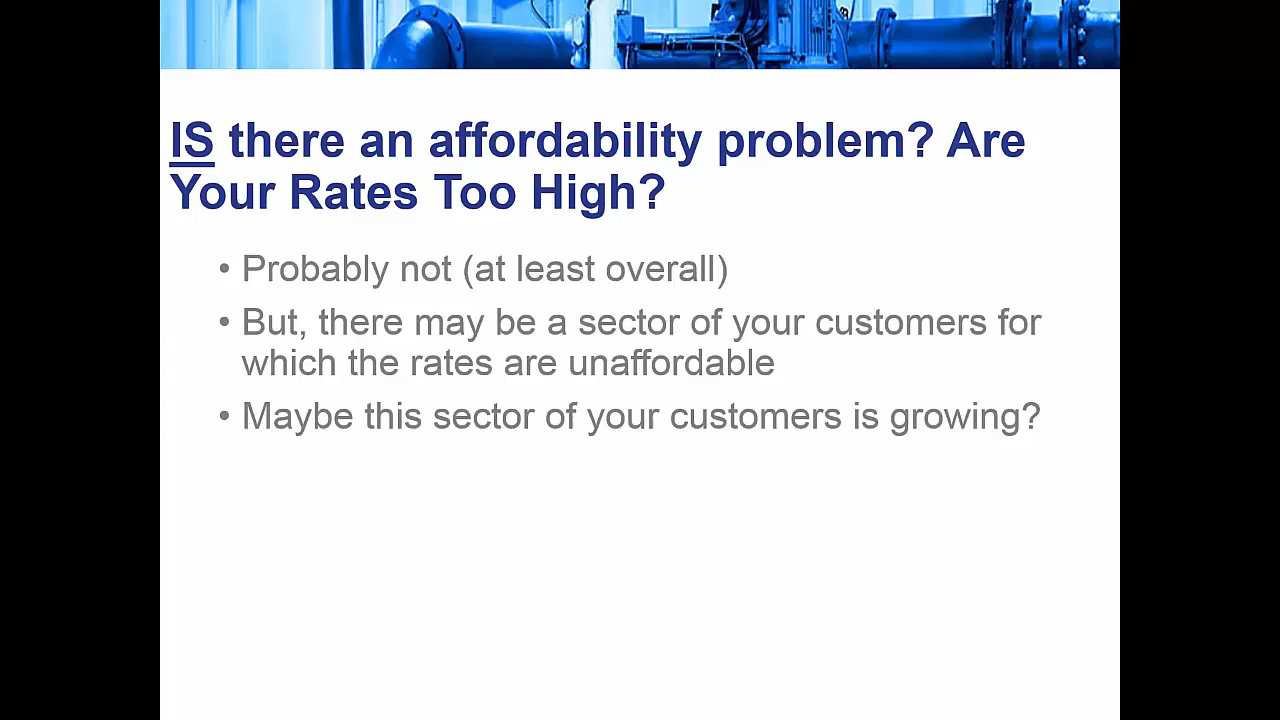 IS there an affordability problem? Are
Your Rates Too High?
• Probably not (at least overall)
• But, there may be a sector of your customers for
which the rates are unaffordable
• Maybe this sector of your customers is growing?